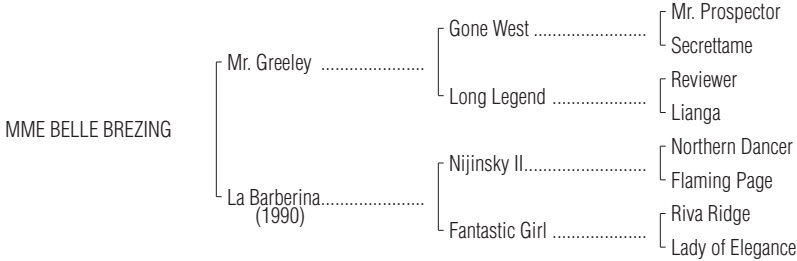 Mr. Prospector
Gone West ........................
Secrettame
Mr. Greeley ......................
Reviewer
Long Legend ....................
Lianga
MME BELLE BREZING
Northern Dancer
Nijinsky II..........................
Flaming Page
La Barberina......................
(1990)
Riva Ridge
Fantastic Girl ....................
Lady of Elegance